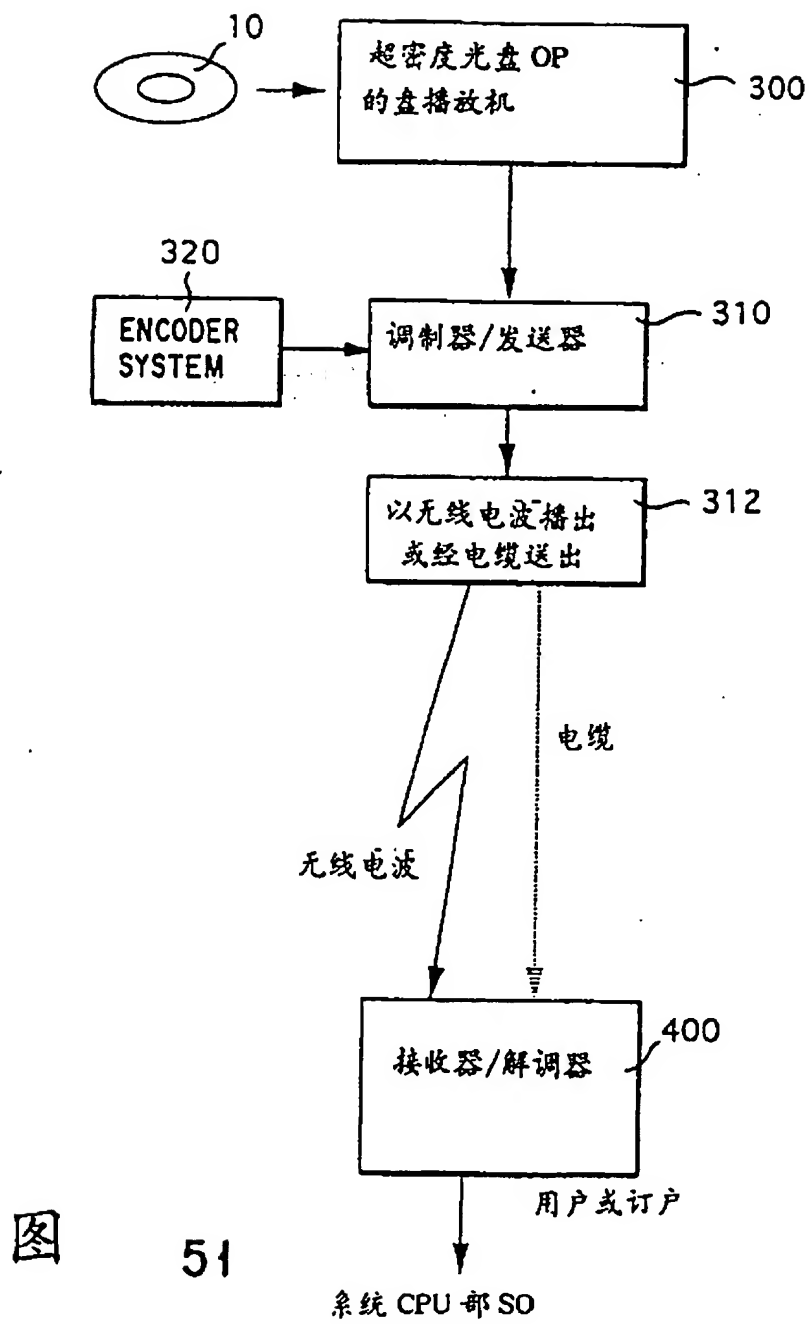 10
超密度光盘 OP
的盘播放机
300
320
ENCODER
SYSTEM
调制器/发送器
310
以无线电波播出
或经电缆送出
312
电缆
无线电波
接收器/解调器
400
用户或订户
图 51
系统 CPU 部 SO